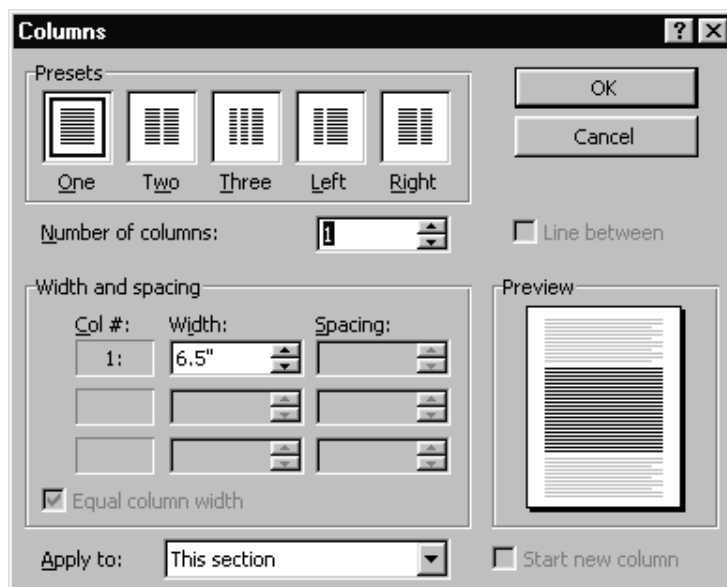 Columns
Presets
OK
Cancel
One Two Three Left Right
Number of columns: 1
Line between
Width and spacing
Preview
Col #: Width: Spacing:
1: 6.5"
Equal column width
Apply to: This section
Start new column